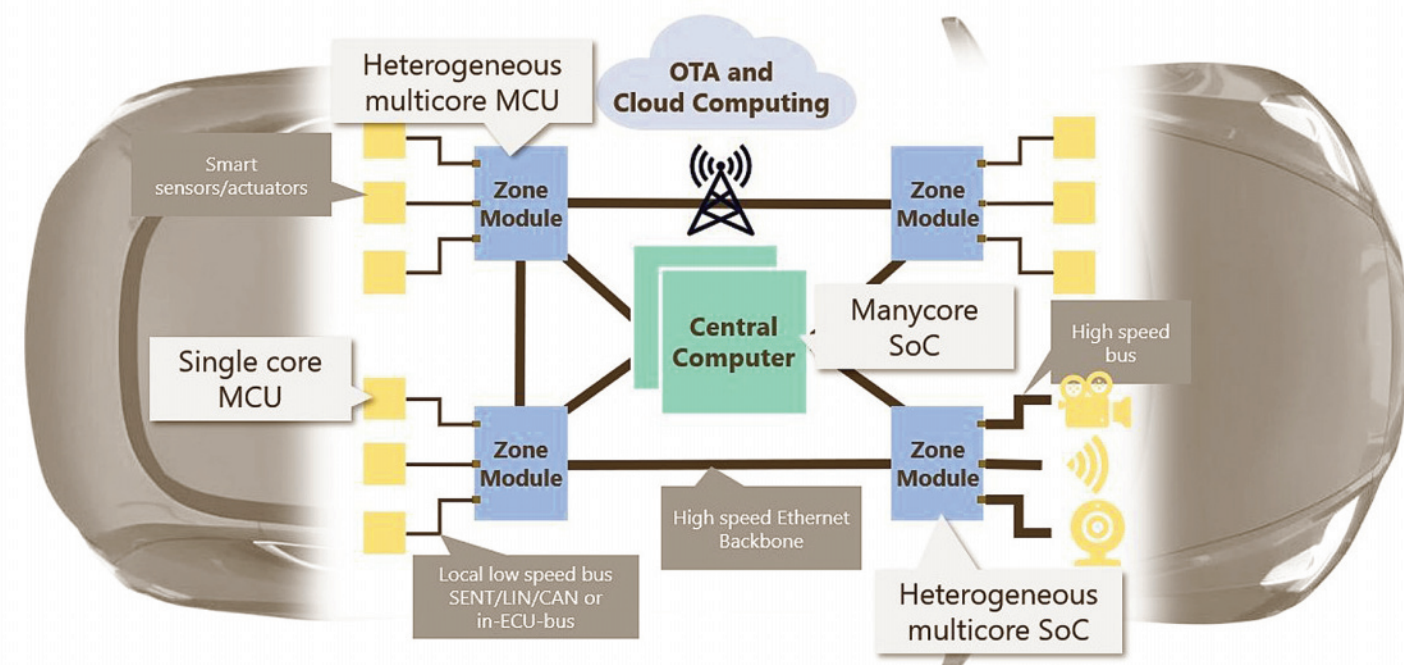 Heterogeneous
multicore MCU
OTA and
Cloud Computing
Smart
sensors/actuators
Zone
Module
Zone
Module
Central
Computer
Manycore
SoC
High speed
bus
Single core
MCU
Zone
Module
Zone
Module
High speed Ethernet
Backbone
Local low speed bus
SENT/LIN/CAN or
in-ECU-bus
Heterogeneous
multicore SoC